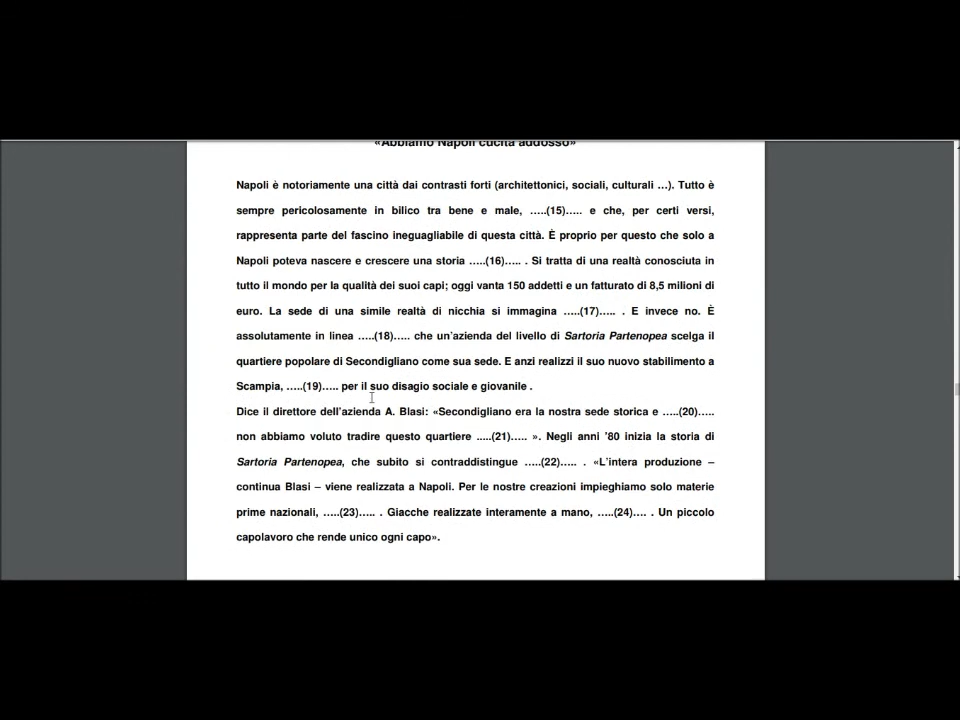 «Abbiamo Napoli cucita addosso»
Napoli è notoriamente una città dai contrasti forti (architettonici, sociali, culturali ...). Tutto è
sempre pericolosamente in bilico tra bene e male, …..(15)….. e che, per certi versi,
rappresenta parte del fascino ineguagliabile di questa città. È proprio per questo che solo a
Napoli poteva nascere e crescere una storia …..(16)….. . Si tratta di una realtà conosciuta in
tutto il mondo per la qualità dei suoi capi; oggi vanta 150 addetti e un fatturato di 8,5 milioni di
euro. La sede di una simile realtà di nicchia si immagina …..(17)….. . E invece no. È
assolutamente in linea …..(18)….. che un'azienda del livello di Sartoria Partenopea scelga il
quartiere popolare di Secondigliano come sua sede. E anzi realizzi il suo nuovo stabilimento a
Scampia, …..(19)….. per il suo disagio sociale e giovanile .
Dice il direttore dell'azienda A. Blasi: «Secondigliano era la nostra sede storica e …..(20)…..
non abbiamo voluto tradire questo quartiere .....(21)….. ». Negli anni '80 inizia la storia di
Sartoria Partenopea, che subito si contraddistingue …..(22)….. . «L'intera produzione –
continua Blasi – viene realizzata a Napoli. Per le nostre creazioni impieghiamo solo materie
prime nazionali, …..(23)….. . Giacche realizzate interamente a mano, …..(24)…. . Un piccolo
capolavoro che rende unico ogni capo».